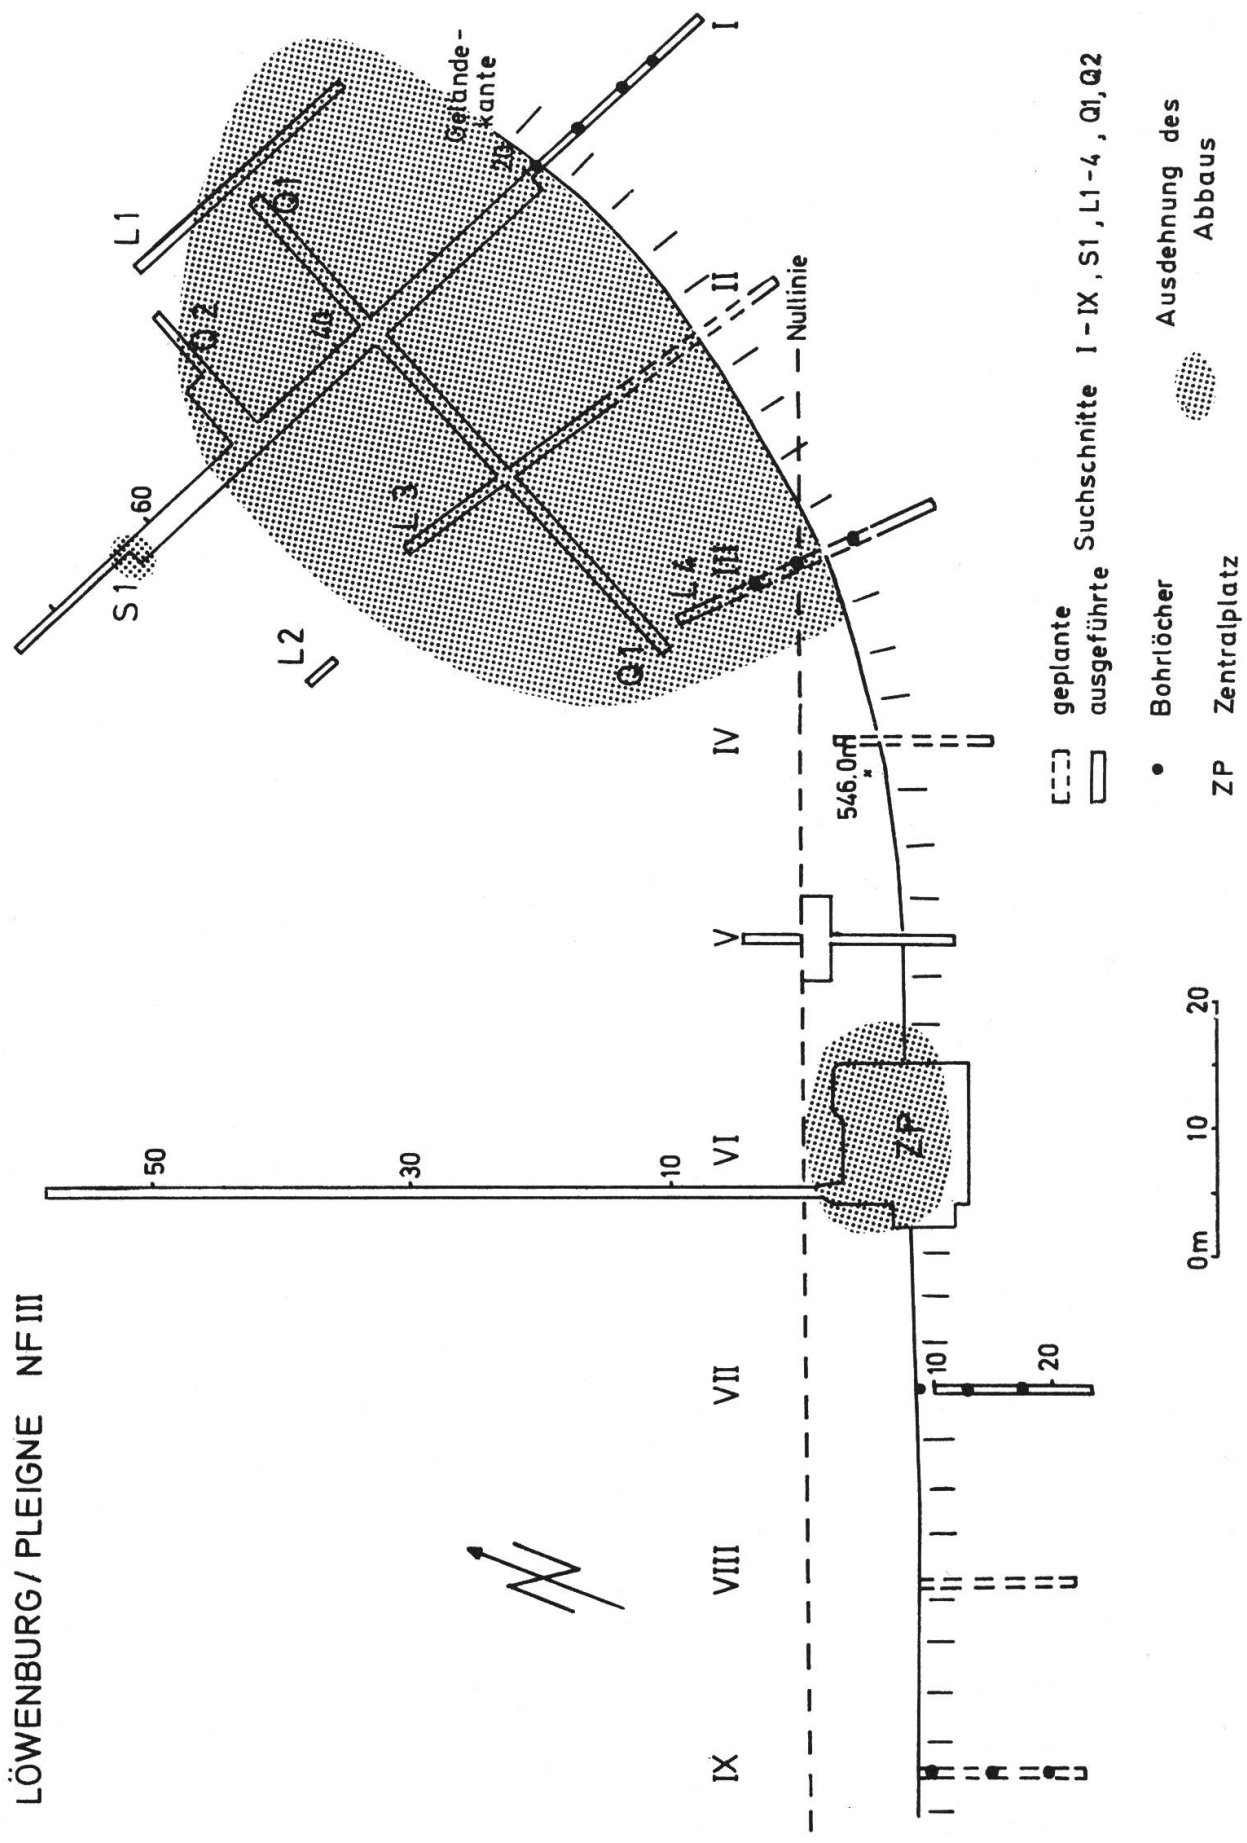 LÖWENBURG / PLEIGNE NF III
S1
60
L2
L1
Q2
40
Q1
L3
Q1
L4
Gelände-
kante
20
50
30
10
IX
VIII
VII
VI
V
IV
III
II
I
Nullinie
546.0m
ZP
10
20
0m 10 20
geplante
ausgeführte Suchschnitte I-IX, S1, L1-4, Q1, Q2
Bohrlöcher
Ausdehnung des
Abbaus
ZP Zentralplatz